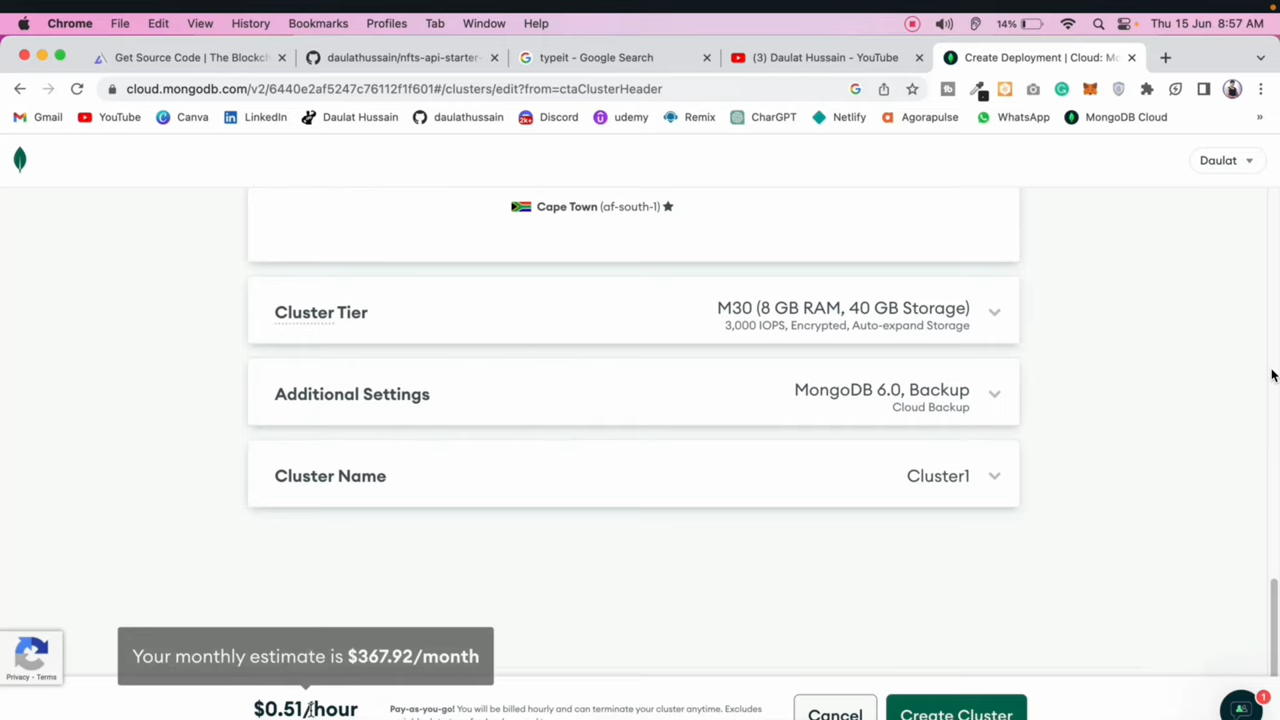 Chrome File Edit View History Bookmarks Profiles Tab Window Help 14% Thu 15 Jun 8:57 AM
Get Source Code | The Blockch daulathussain/nfts-api-starter- typeit - Google Search (3) Daulat Hussain - YouTube Create Deployment | Cloud: Mo
cloud.mongodb.com/v2/6440c2af5247c76112f1f601#/clusters/edit?from=ctaClusterHeader
Gmail YouTube Canva LinkedIn Daulat Hussain daulathussain Discord udemy Remix CharGPT Netlify Agorapulse WhatsApp MongoDB Cloud »
Daulat
Cape Town (af-south-1)
Cluster Tier M30 (8 GB RAM, 40 GB Storage)
3,000 IOPS, Encrypted, Auto-expand Storage
Additional Settings MongoDB 6.0, Backup
Cloud Backup
Cluster Name Cluster1
Your monthly estimate is $367.92/month
Privacy - Terms
1
$0.51/hour Pay-as-you-go! You will be billed hourly and can terminate your cluster anytime. Excludes Cancel Create Cluster